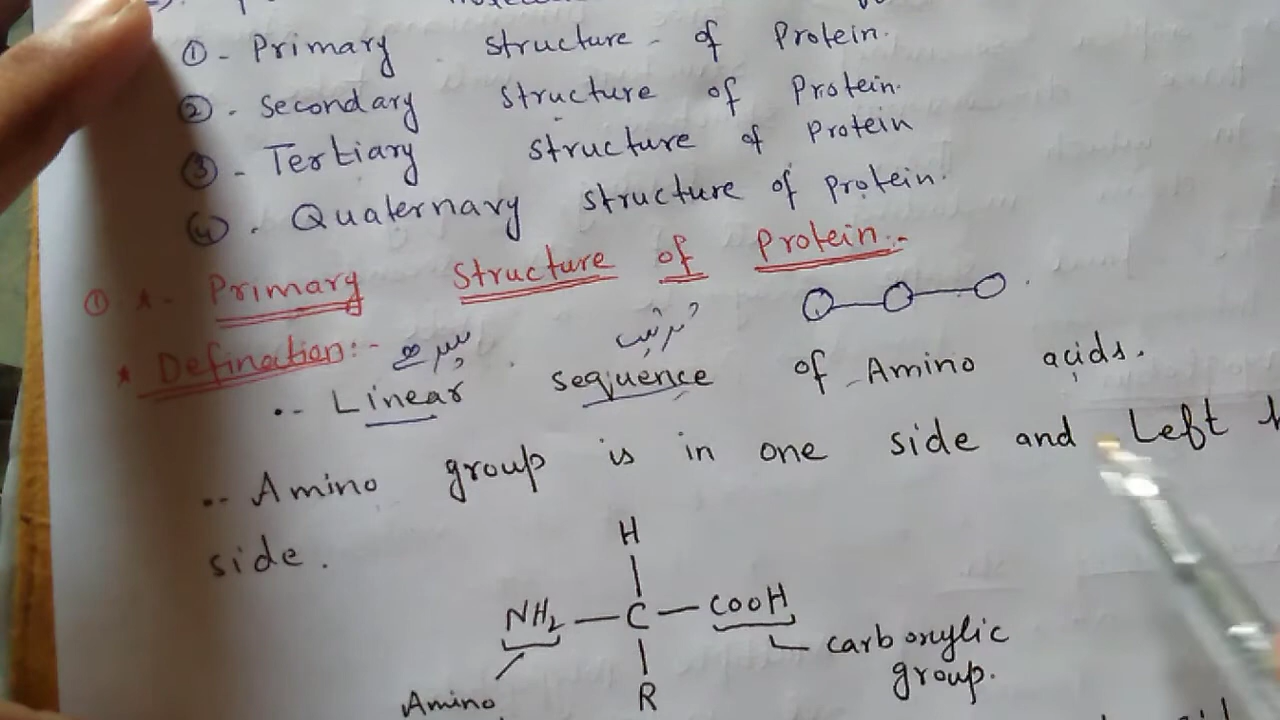 ① - Primary structure - of Protein.
② - Secondary structure of Protein.
③ - Tertiary structure of Protein
④ . Quaternary structure of protein.
① * - Primary Structure of Protein :-
* Defination :-
ترتیب
·- Linear sequence of Amino acids.
·- Amino group is in one side and Left
side.
H
NH₂ — C — COOH
carboxylic
group.
R
Amino